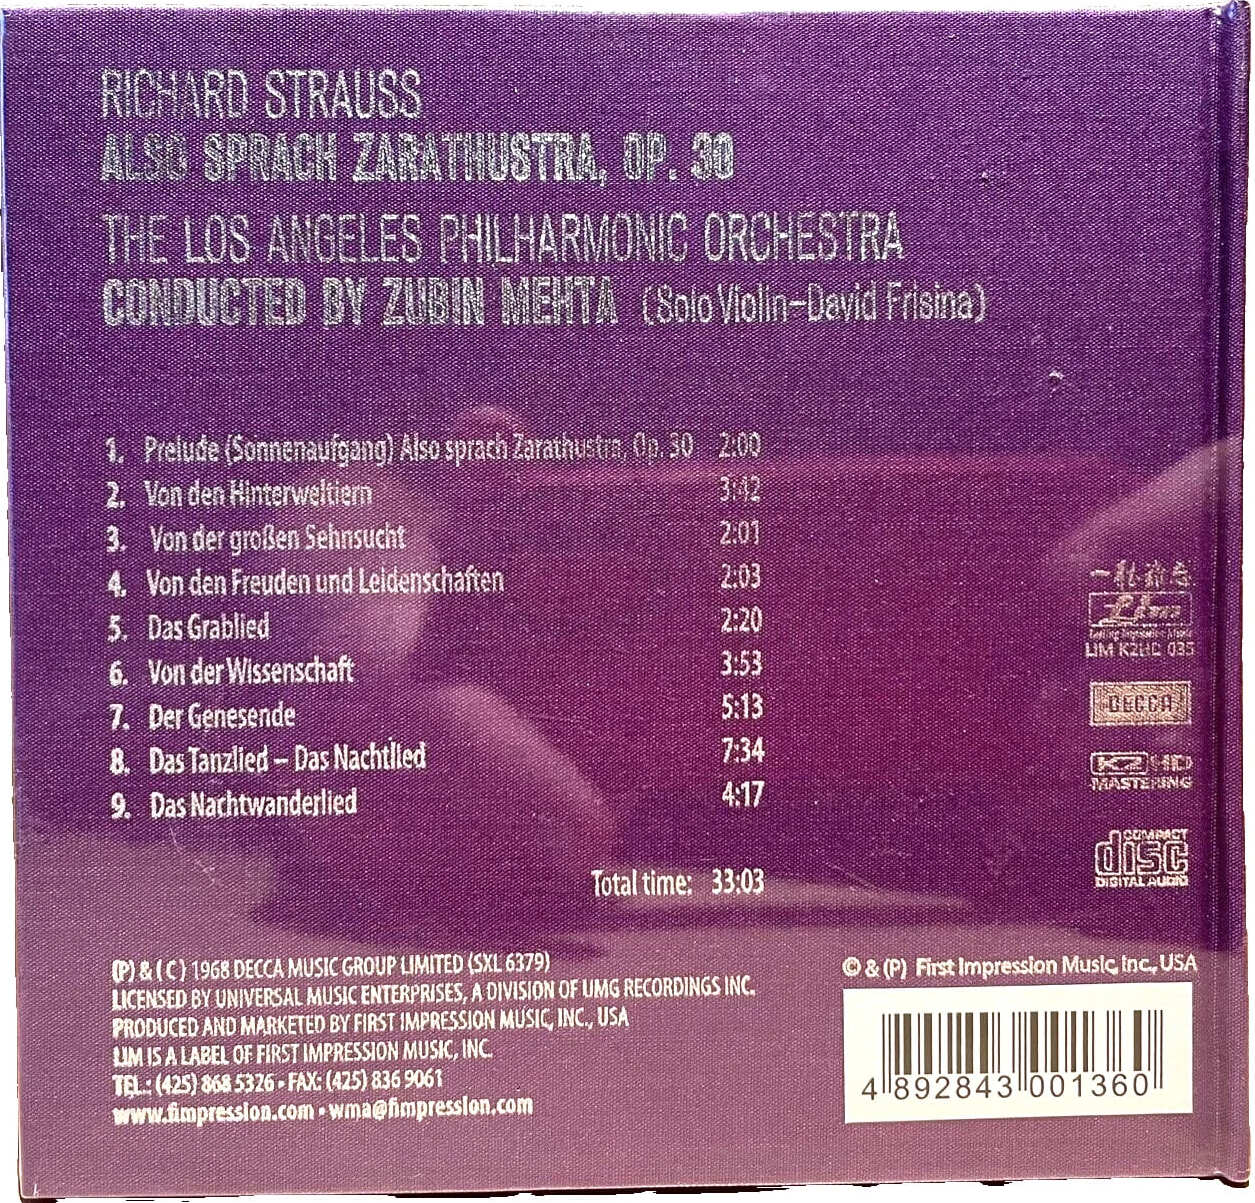 RICHARD STRAUSS
ALSO SPRACH ZARATHUSTRA, OP. 30
THE LOS ANGELES PHILHARMONIC ORCHESTRA
CONDUCTED BY ZUBIN MEHTA (Solo Violin–David Frisina)
1. Prelude (Sonnenaufgang) Also sprach Zarathustra, Op. 30 2:00
2. Von den Hinterweltiern 3:42
3. Von der großen Sehnsucht 2:01
4. Von den Freuden und Leidenschaften 2:03
5. Das Grablied 2:20
6. Von der Wissenschaft 3:53
7. Der Genesende 5:13
8. Das Tanzlied – Das Nachtlied 7:34
9. Das Nachtwanderlied 4:17
Total time: 33:03
Lim
Lasting Impression Music
LIM K2HD 035
DECCA
K2 HD
MASTERING
COMPACT
disc
DIGITAL AUDIO
(P) & (C) 1968 DECCA MUSIC GROUP LIMITED (SXL 6379)
LICENSED BY UNIVERSAL MUSIC ENTERPRISES, A DIVISION OF UMG RECORDINGS INC.
PRODUCED AND MARKETED BY FIRST IMPRESSION MUSIC, INC., USA
LIM IS A LABEL OF FIRST IMPRESSION MUSIC, INC.
TEL.: (425) 868 5326 • FAX: (425) 836 9061
www.fimpression.com • wma@fimpression.com
© & (P) First Impression Music, Inc., USA
4 892843 001360